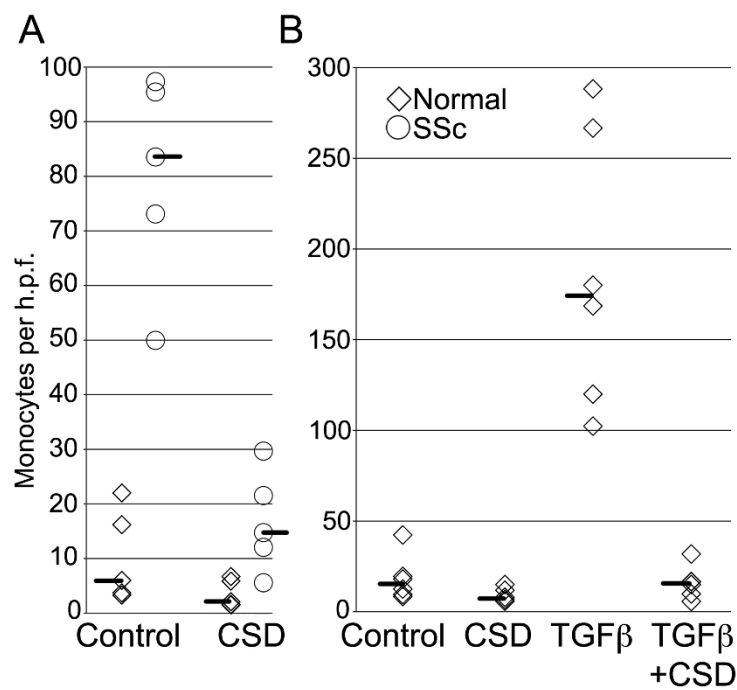 A
B
Monocytes per h.p.f.
100
90
80
70
60
50
40
30
20
10
0
Control
CSD
300
250
200
150
100
50
0
Normal
SSc
Control
CSD
TGFβ
TGFβ
+CSD